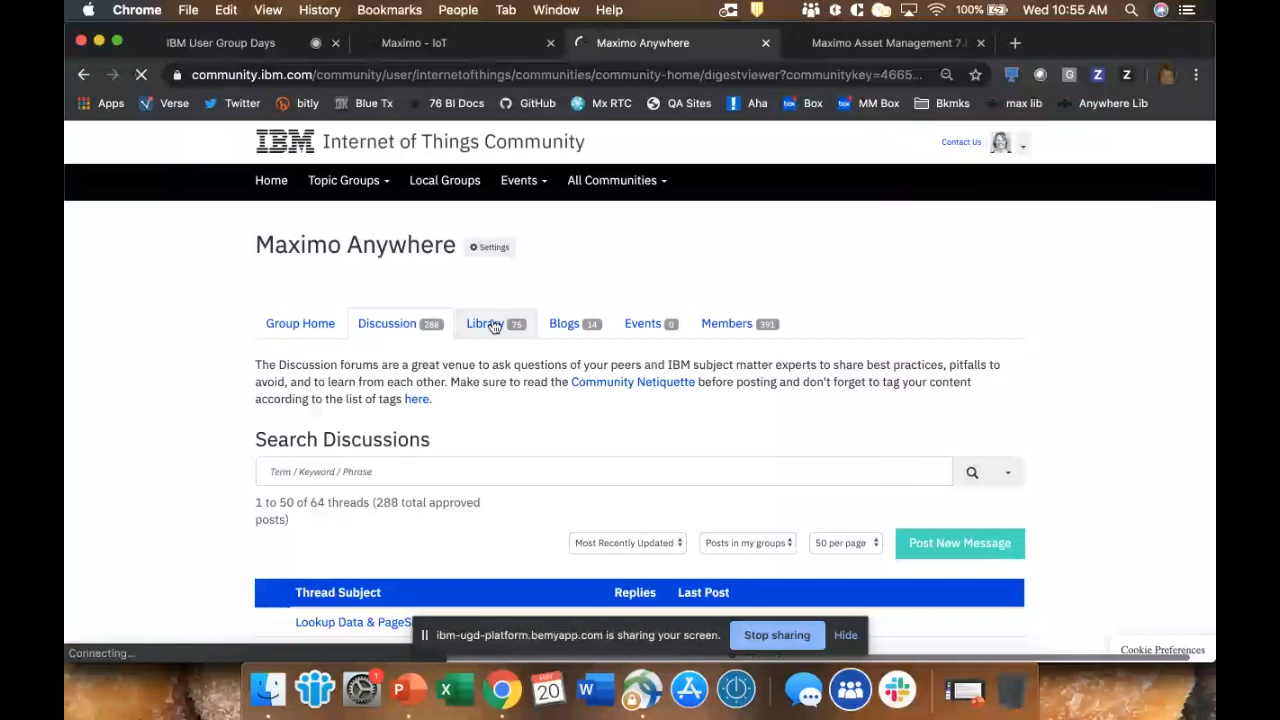 Chrome File Edit View History Bookmarks People Tab Window Help 100% Wed 10:55 AM
IBM User Group Days Maximo - IoT Maximo Anywhere Maximo Asset Management 7.
community.ibm.com/community/user/internetofthings/communities/community-home/digestviewer?communitykey=4665...
Apps Verse Twitter bitly Blue Tx 76 BI Docs GitHub Mx RTC QA Sites Aha Box MM Box Bkmks max lib Anywhere Lib
IBM Internet of Things Community Contact Us
Home Topic Groups Local Groups Events All Communities
Maximo Anywhere Settings
Group Home Discussion 288 Library 75 Blogs 14 Events 0 Members 391
The Discussion forums are a great venue to ask questions of your peers and IBM subject matter experts to share best practices, pitfalls to
avoid, and to learn from each other. Make sure to read the Community Netiquette before posting and don't forget to tag your content
according to the list of tags here.
Search Discussions
Term / Keyword / Phrase
1 to 50 of 64 threads (288 total approved
posts)
Most Recently Updated Posts in my groups 50 per page Post New Message
Thread Subject Replies Last Post
Lookup Data & PageS
ibm-ugd-platform.bemyapp.com is sharing your screen. Stop sharing Hide
Connecting... Cookie Preferences
1 20